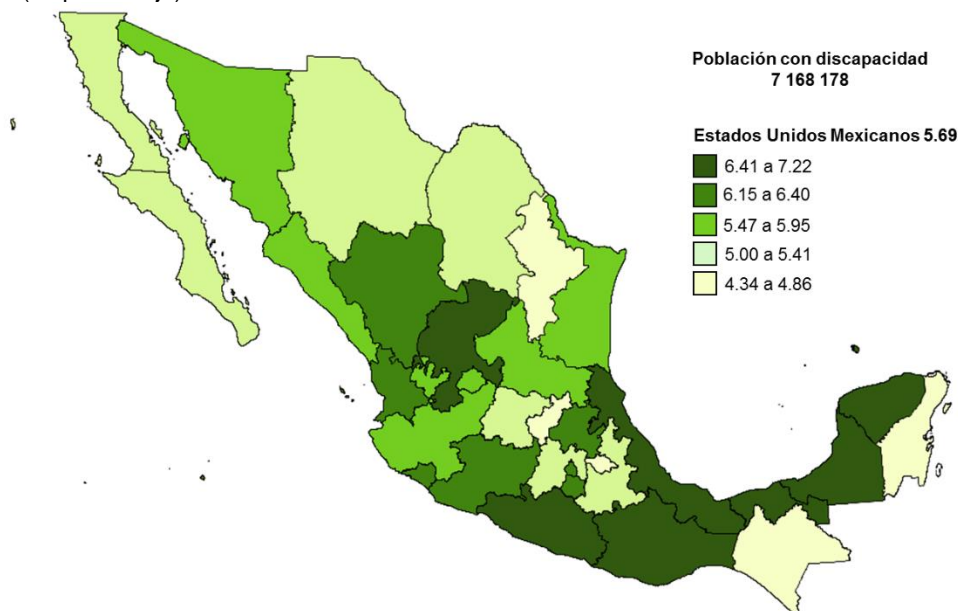 Población con discapacidad
7 168 178
Estados Unidos Mexicanos 5.69
6.41 a 7.22
6.15 a 6.40
5.47 a 5.95
5.00 a 5.41
4.34 a 4.86